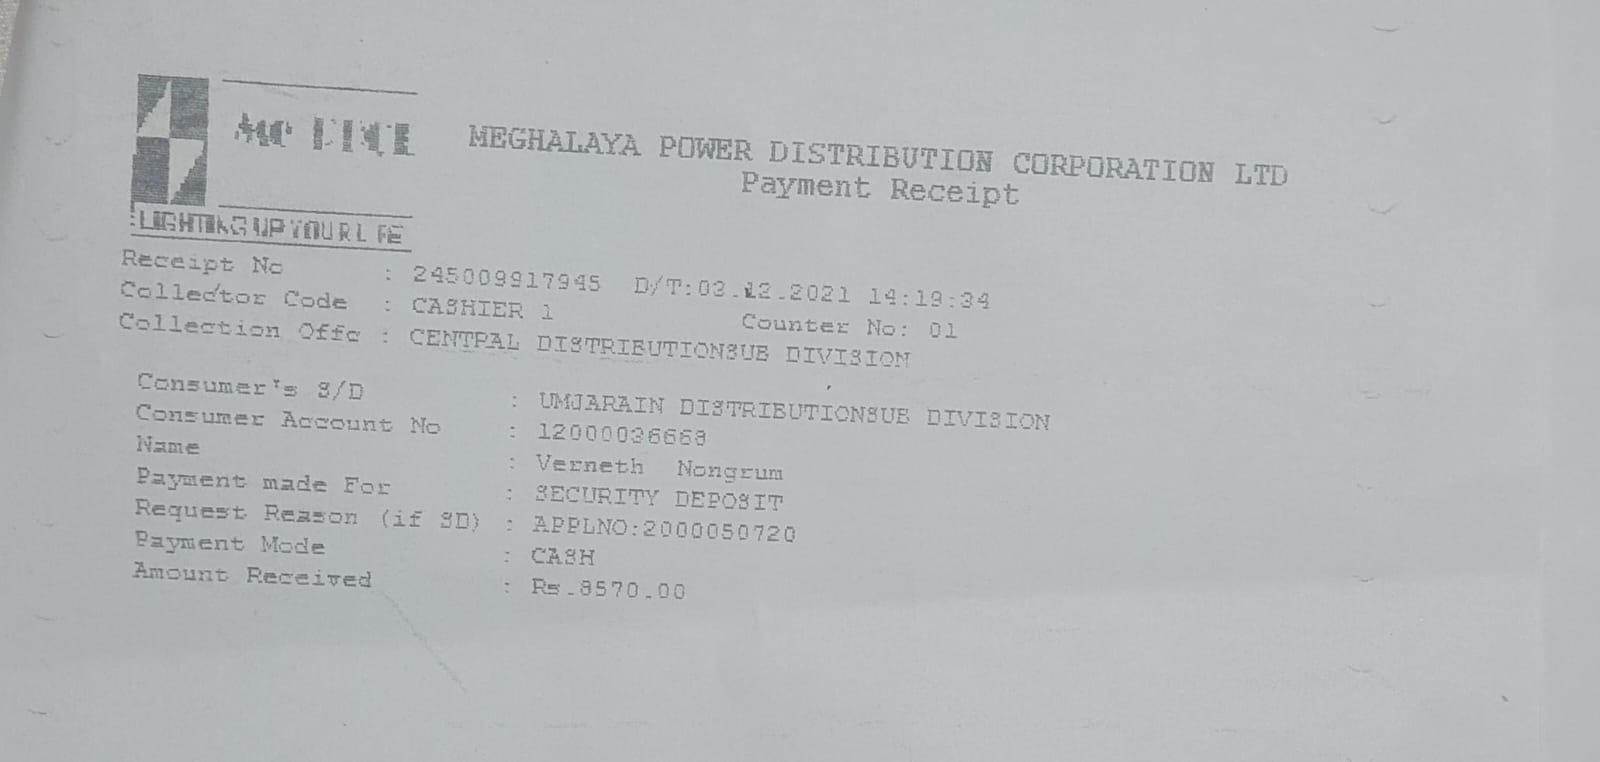 MEGHALAYA POWER DISTRIBUTION CORPORATION LTD
Payment Receipt
LIGHTING UP YOUR LIFE
Receipt No : 245009917945 D/T:03.12.2021 14:19:34
Collector Code : CASHIER 1 Counter No: 01
Collection Offc : CENTRAL DISTRIBUTIONSUB DIVISION
Consumer's S/D : UMJARAIN DISTRIBUTIONSUB DIVISION
Consumer Account No : 12000036668
Name : Verneth Nongrum
Payment made For : SECURITY DEPOSIT
Request Reason (if SD) : APPLNO:2000050720
Payment Mode : CASH
Amount Received : Rs.8570.00